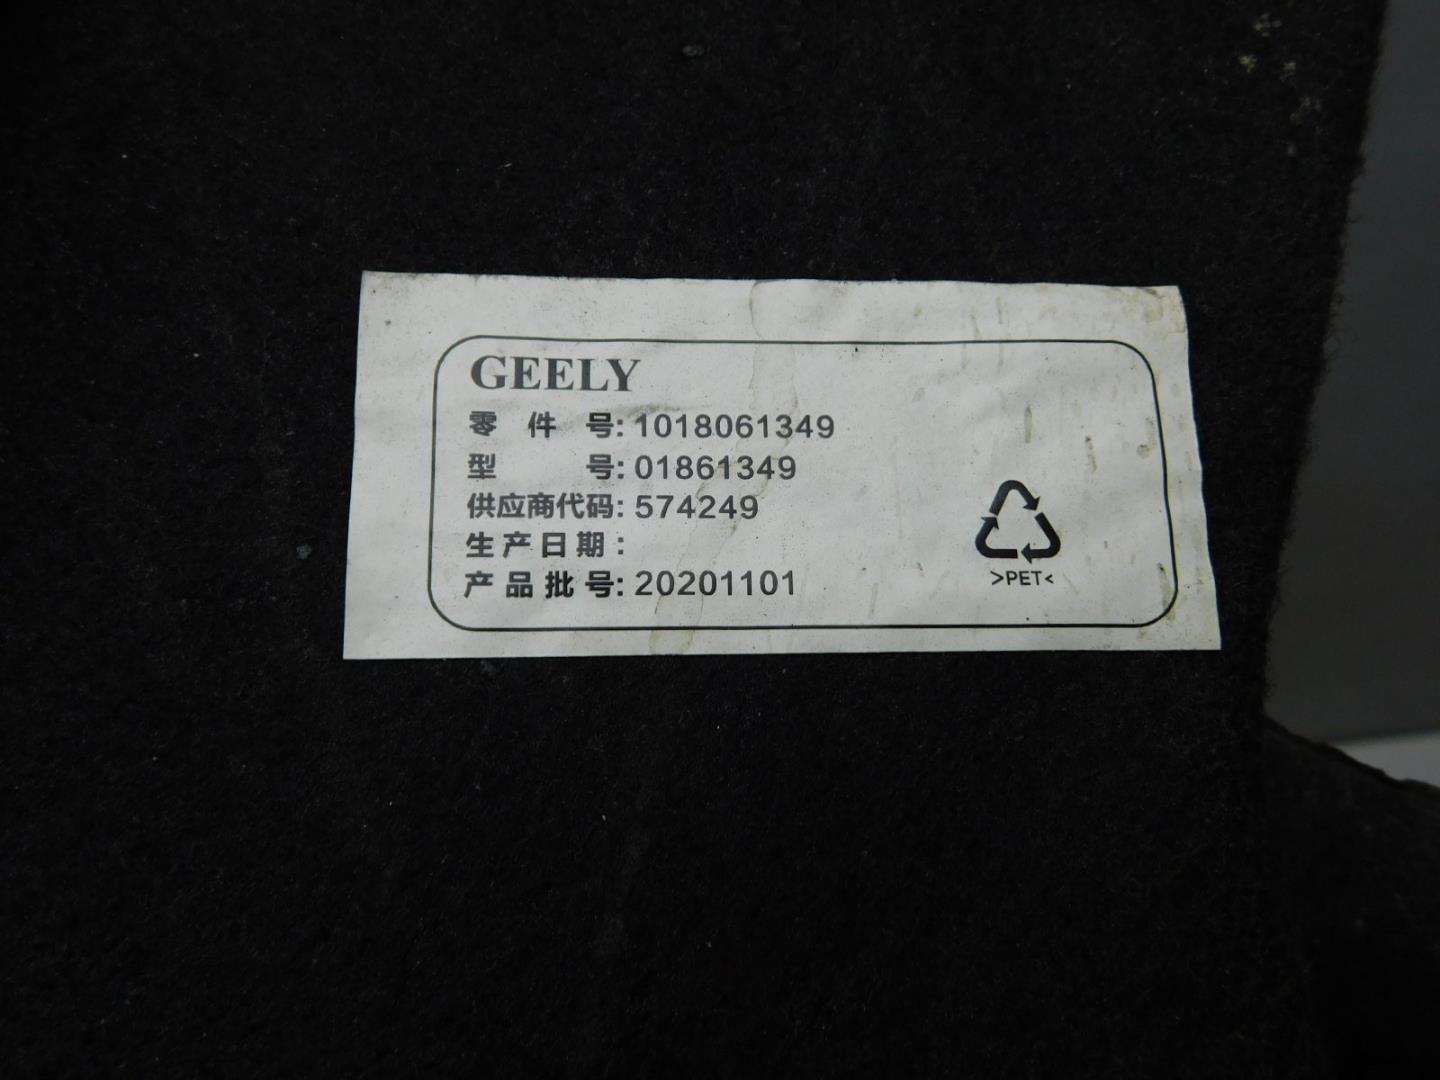 GEELY
零件号: 1018061349
型号: 01861349
供应商代码: 574249
生产日期:
产品批号: 20201101
>PET<